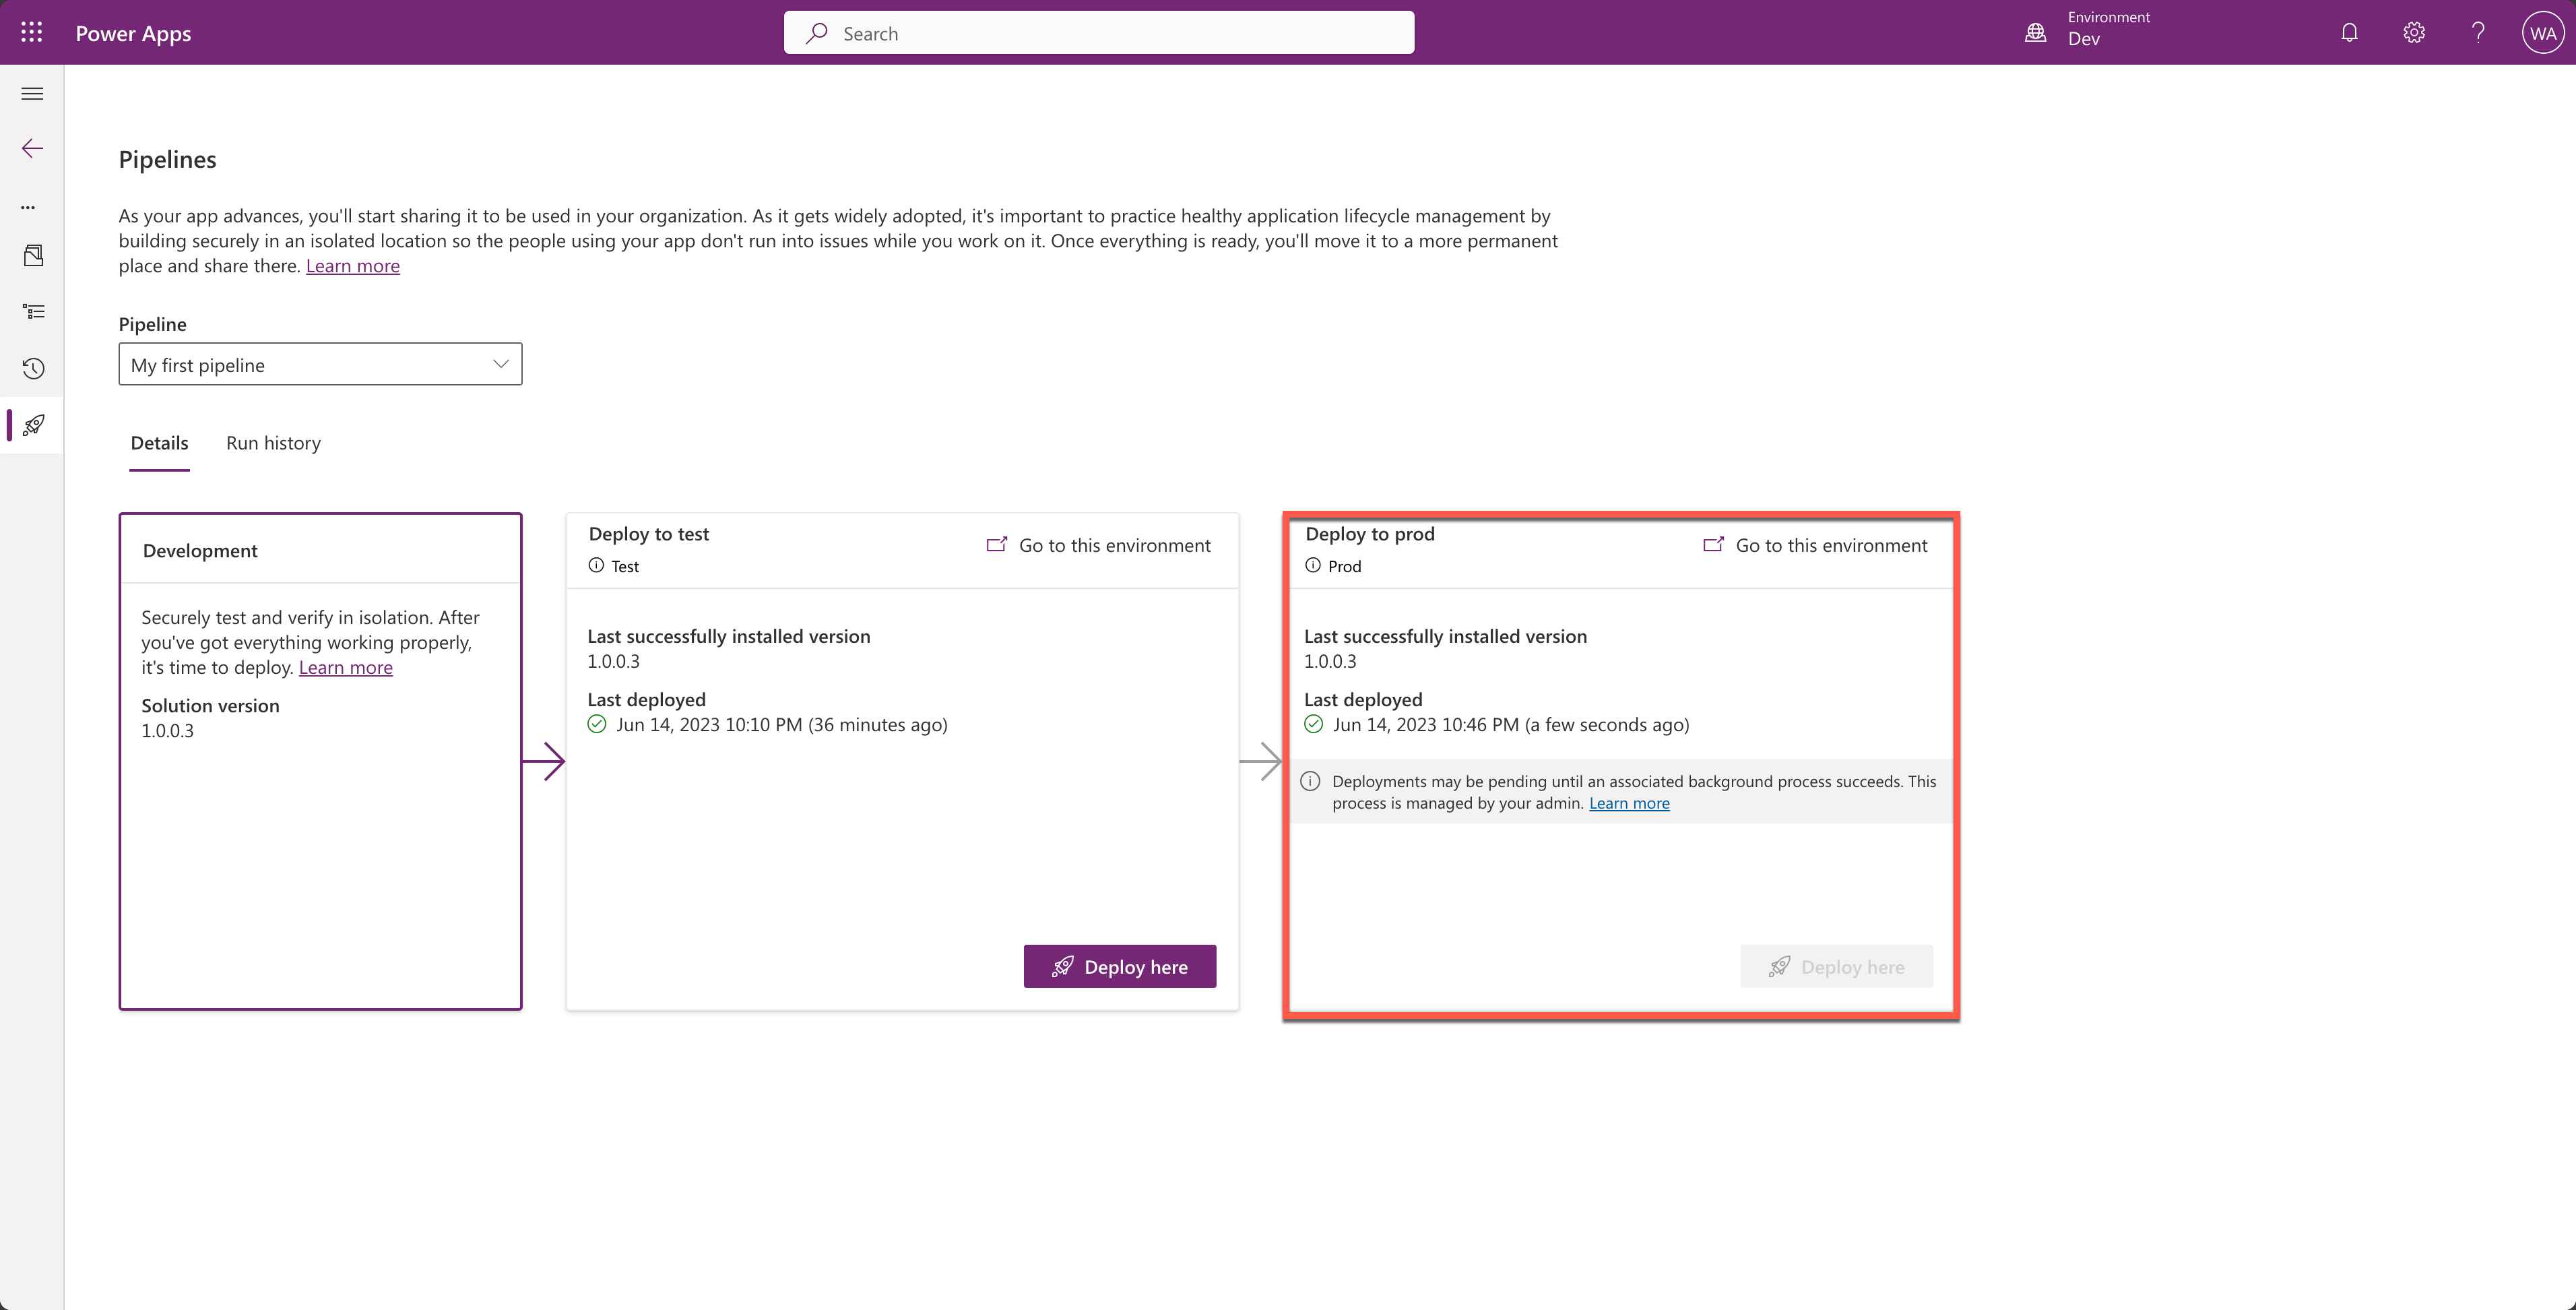 Power Apps
Search
Environment
Dev
WA
Pipelines
As your app advances, you'll start sharing it to be used in your organization. As it gets widely adopted, it's important to practice healthy application lifecycle management by
building securely in an isolated location so the people using your app don't run into issues while you work on it. Once everything is ready, you'll move it to a more permanent
place and share there. Learn more
Pipeline
My first pipeline
Details
Run history
Development
Securely test and verify in isolation. After
you've got everything working properly,
it's time to deploy. Learn more
Solution version
1.0.0.3
Deploy to test
Test
Go to this environment
Last successfully installed version
1.0.0.3
Last deployed
Jun 14, 2023 10:10 PM (36 minutes ago)
Deploy here
Deploy to prod
Prod
Go to this environment
Last successfully installed version
1.0.0.3
Last deployed
Jun 14, 2023 10:46 PM (a few seconds ago)
Deployments may be pending until an associated background process succeeds. This
process is managed by your admin. Learn more
Deploy here